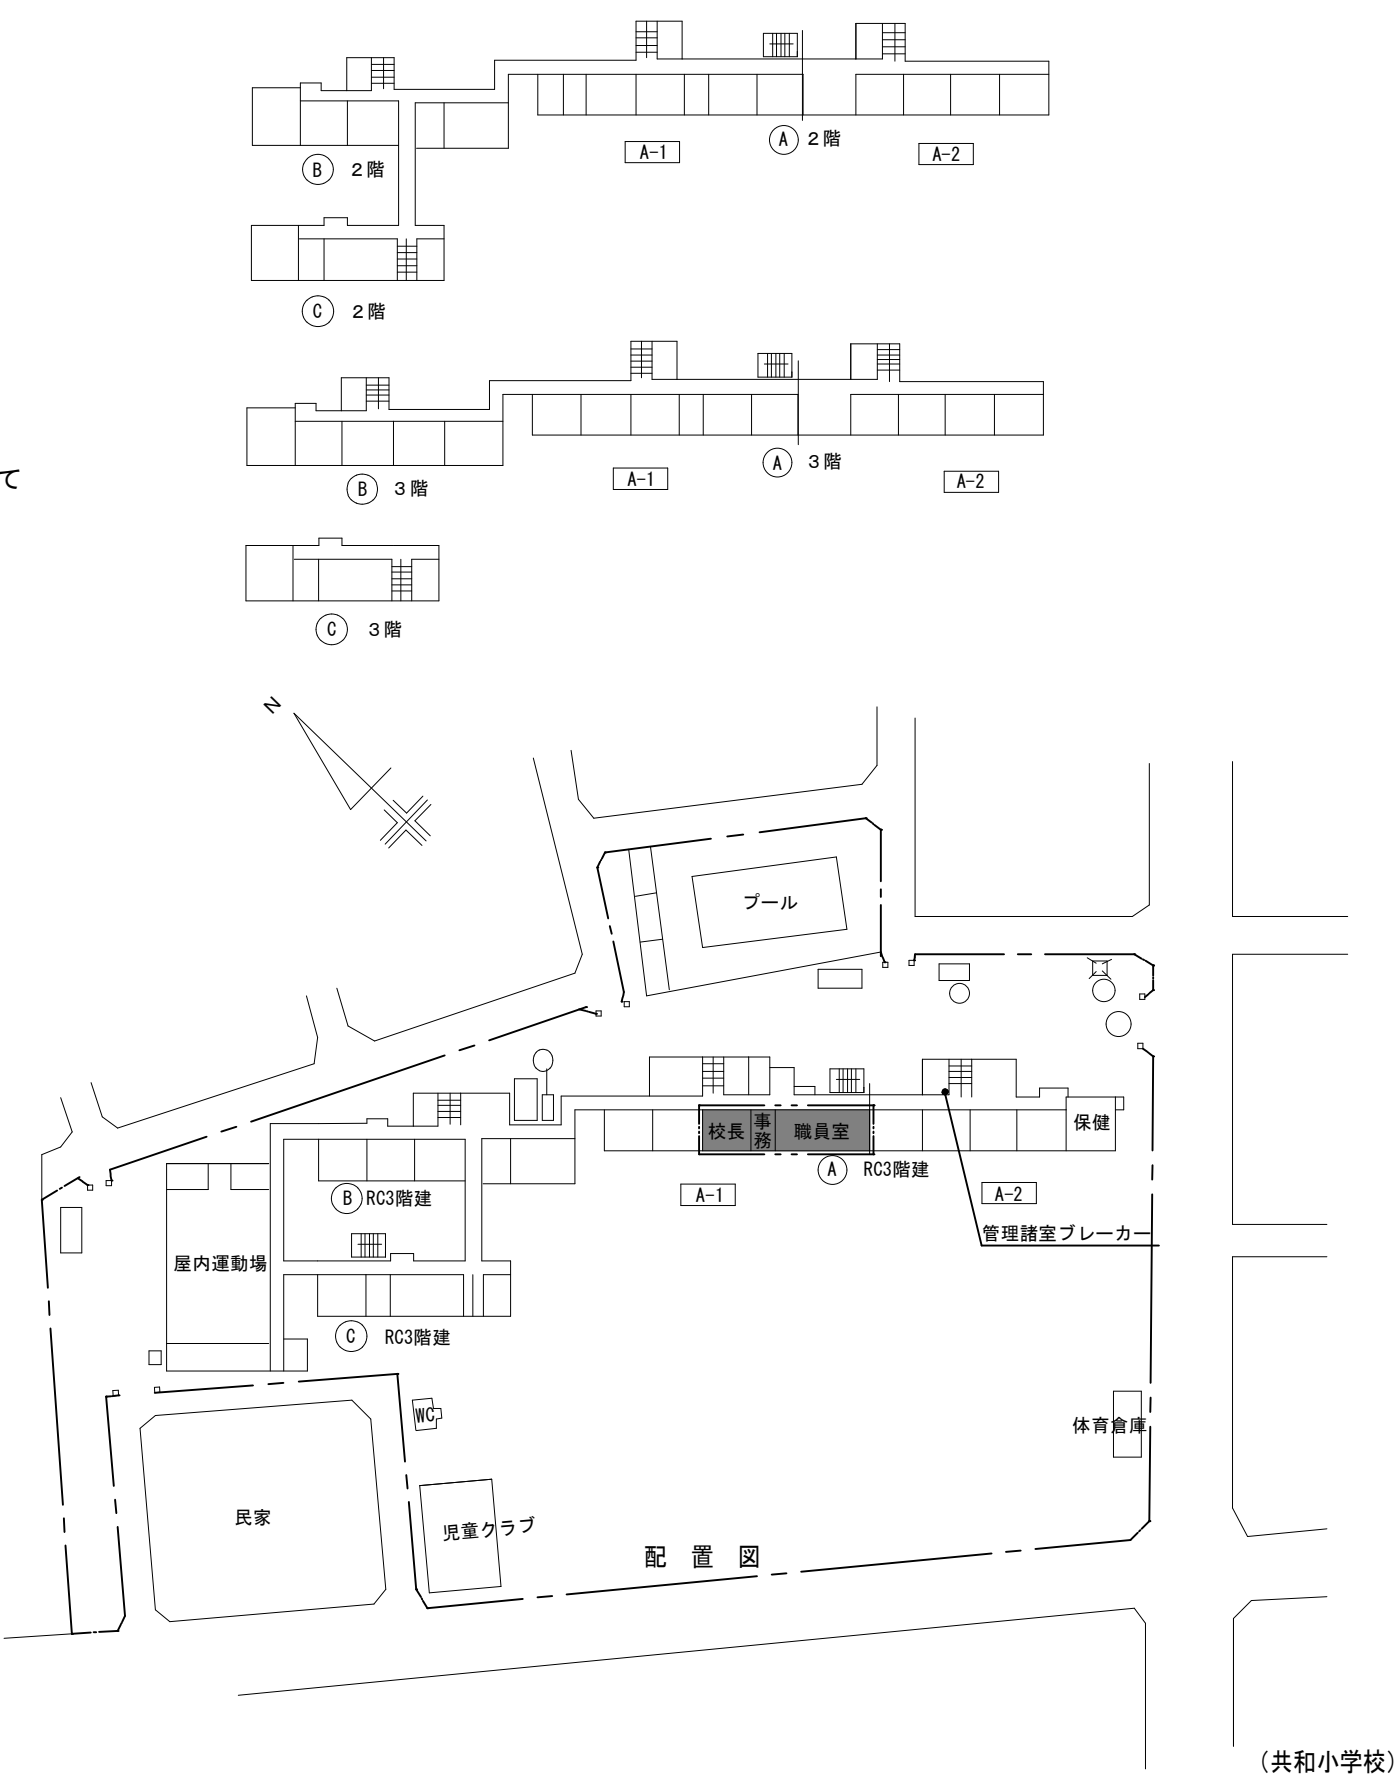 A-1
Ⓐ 2階
A-2
Ⓑ 2階
Ⓒ 2階
A-1
Ⓐ 3階
A-2
て
Ⓑ 3階
Ⓒ 3階
N
プール
校長
事務
職員室
保健
Ⓐ RC3階建
A-1
A-2
Ⓑ RC3階建
管理諸室ブレーカー
屋内運動場
Ⓒ RC3階建
WC
体育倉庫
民家
児童クラブ
配置図
(共和小学校)